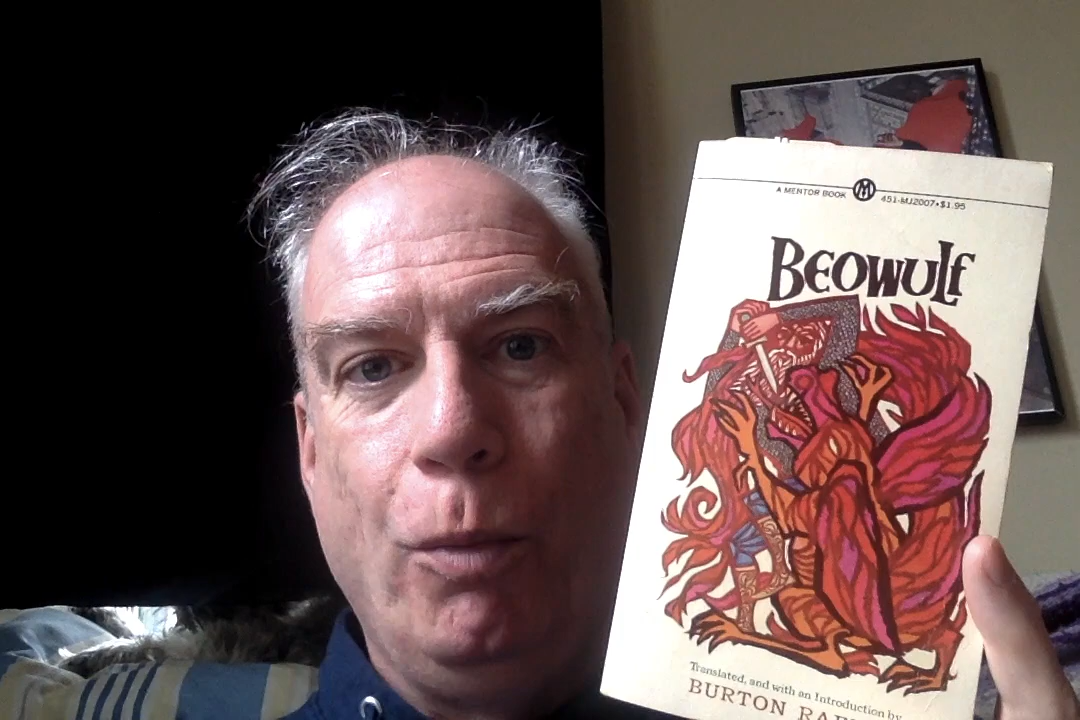 A MENTOR BOOK M 451-MJ2007•$1.95
BEOWULF
Translated, and with an Introduction by
BURTON